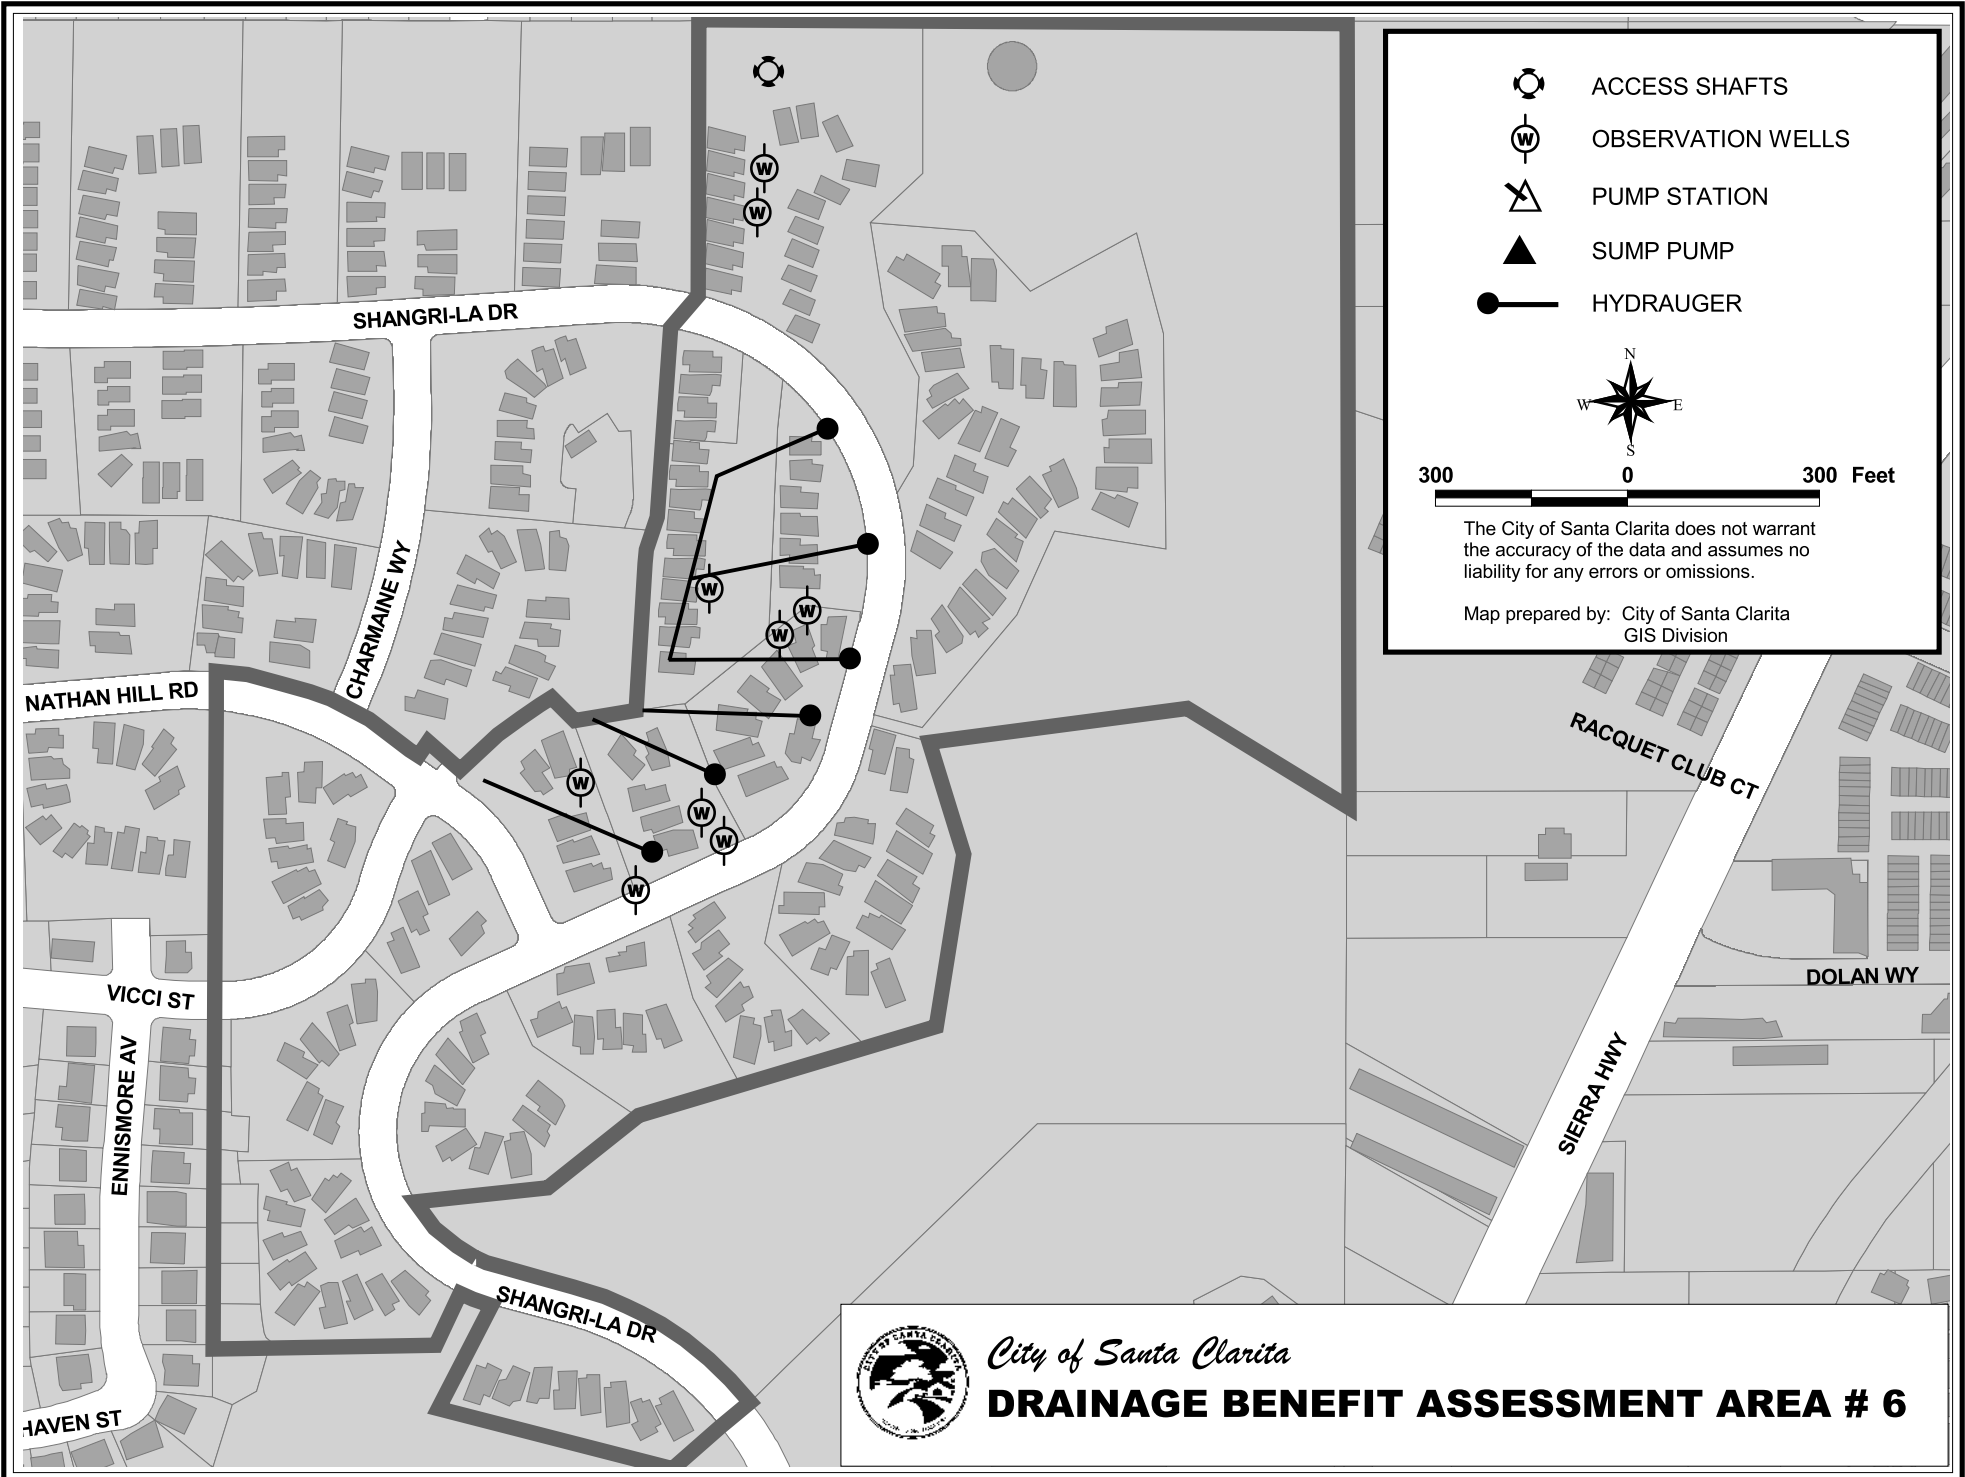 ACCESS SHAFTS
W
OBSERVATION WELLS
PUMP STATION
SUMP PUMP
HYDRAUGER
N
W
E
S
300 0 300 Feet
The City of Santa Clarita does not warrant
the accuracy of the data and assumes no
liability for any errors or omissions.
Map prepared by: City of Santa Clarita
GIS Division
W
W
SHANGRI-LA DR
CHARMAINE WY
W
W
W
NATHAN HILL RD
W
W
W
W
RACQUET CLUB CT
VICCI ST
DOLAN WY
ENNISMORE AV
SIERRA HWY
SHANGRI-LA DR
HAVEN ST
City of Santa Clarita
DRAINAGE BENEFIT ASSESSMENT AREA # 6